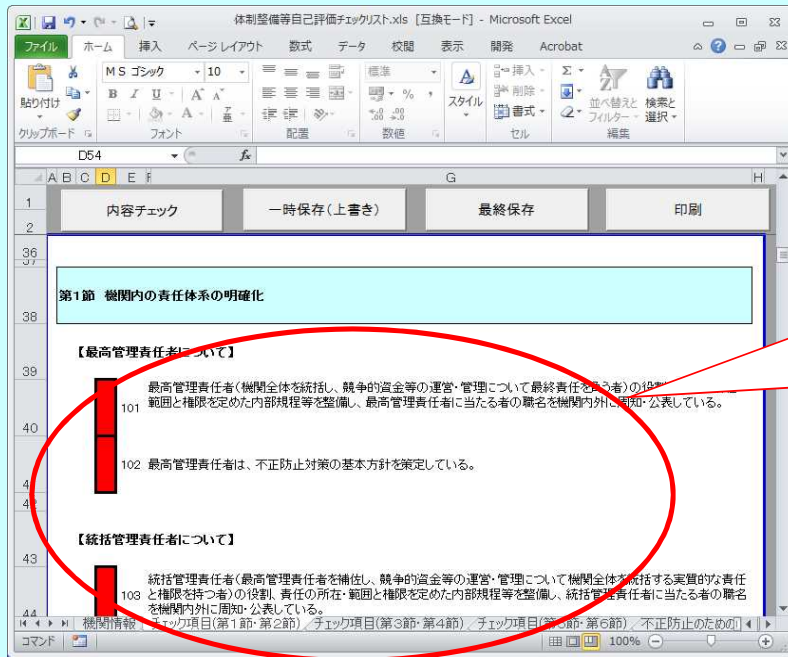 体制整備等自己評価チェックリスト.xls [互換モード] - Microsoft Excel
ファイル ホーム 挿入 ページ レイアウト 数式 データ 校閲 表示 開発 Acrobat
貼り付け
クリップボード
MS ゴシック 10
B I U
フォント
配置
標準
数値
スタイル
挿入
削除
書式
セル
並べ替えと フィルター
検索と 選択
編集
D54 fx
A B C D E F G H
1
内容チェック 一時保存(上書き) 最終保存 印刷
2
36
37
第1節 機関内の責任体系の明確化
38
【最高管理責任者について】
39
最高管理責任者(機関全体を統括し、競争的資金等の運営・管理について最終責任を負う者)の役割
101 範囲と権限を定めた内部規程等を整備し、最高管理責任者に当たる者の職名を機関内外に周知・公表している。
40
102 最高管理責任者は、不正防止対策の基本方針を策定している。
【統括管理責任者について】
43
統括管理責任者(最高管理責任者を補佐し、競争的資金等の運営・管理について機関全体を統括する実質的な責任
103 と権限を持つ者)の役割、責任の所在・範囲と権限を定めた内部規程等を整備し、統括管理責任者に当たる者の職名
を機関内外に周知・公表している。
44
機関情報 チェック項目(第1節・第2節) チェック項目(第3節・第4節) チェック項目(第5節・第6節) 不正防止のための
コマンド 100%